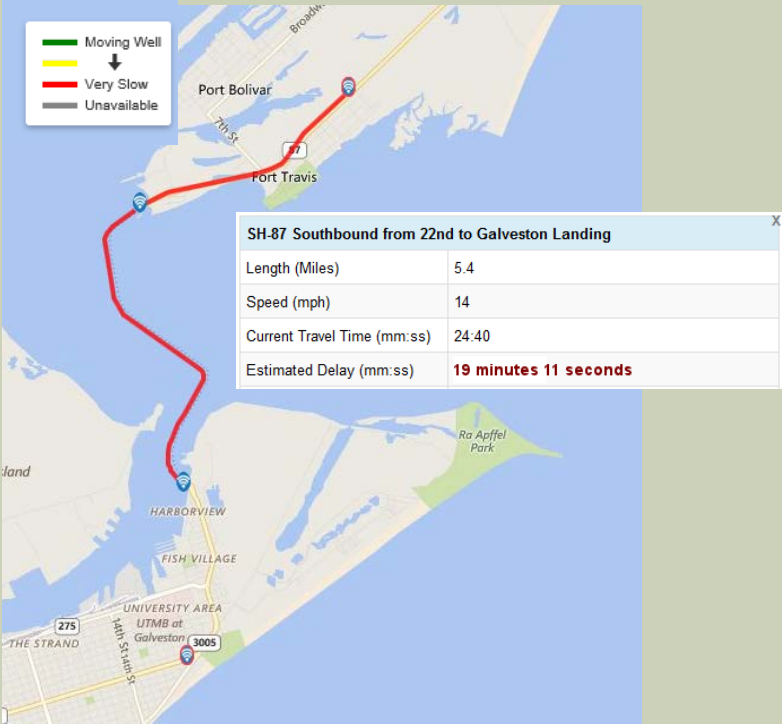 Moving Well
Very Slow
Unavailable
Broadw
Port Bolivar
7th St
87
Fort Travis
X
SH-87 Southbound from 22nd to Galveston Landing
Length (Miles) 5.4
Speed (mph) 14
Current Travel Time (mm:ss) 24:40
Estimated Delay (mm:ss) 19 minutes 11 seconds
Ra Apffel
Park
sland
HARBORVIEW
FISH VILLAGE
UNIVERSITY AREA
275
14th St
14th St
UTMB at
Galveston
3005
THE STRAND